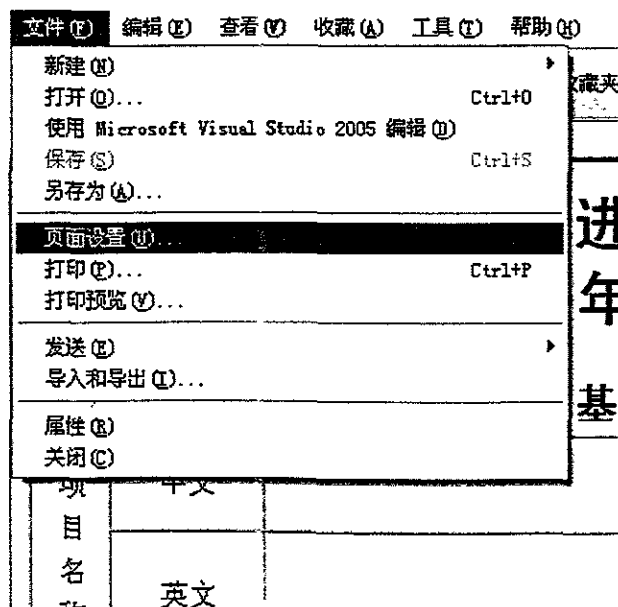 文件(F) 编辑(E) 查看(V) 收藏(A) 工具(T) 帮助(H)
新建(N)
藏夹
打开(O)... Ctrl+O
使用 Microsoft Visual Studio 2005 编辑(D)
保存(S) Ctrl+S
另存为(A)...
进
页面设置(U)...
打印(P)... Ctrl+P
年
打印预览(V)...
发送(E)
导入和导出(I)...
基
属性(R)
关闭(C)
项 中文
目
名
英文